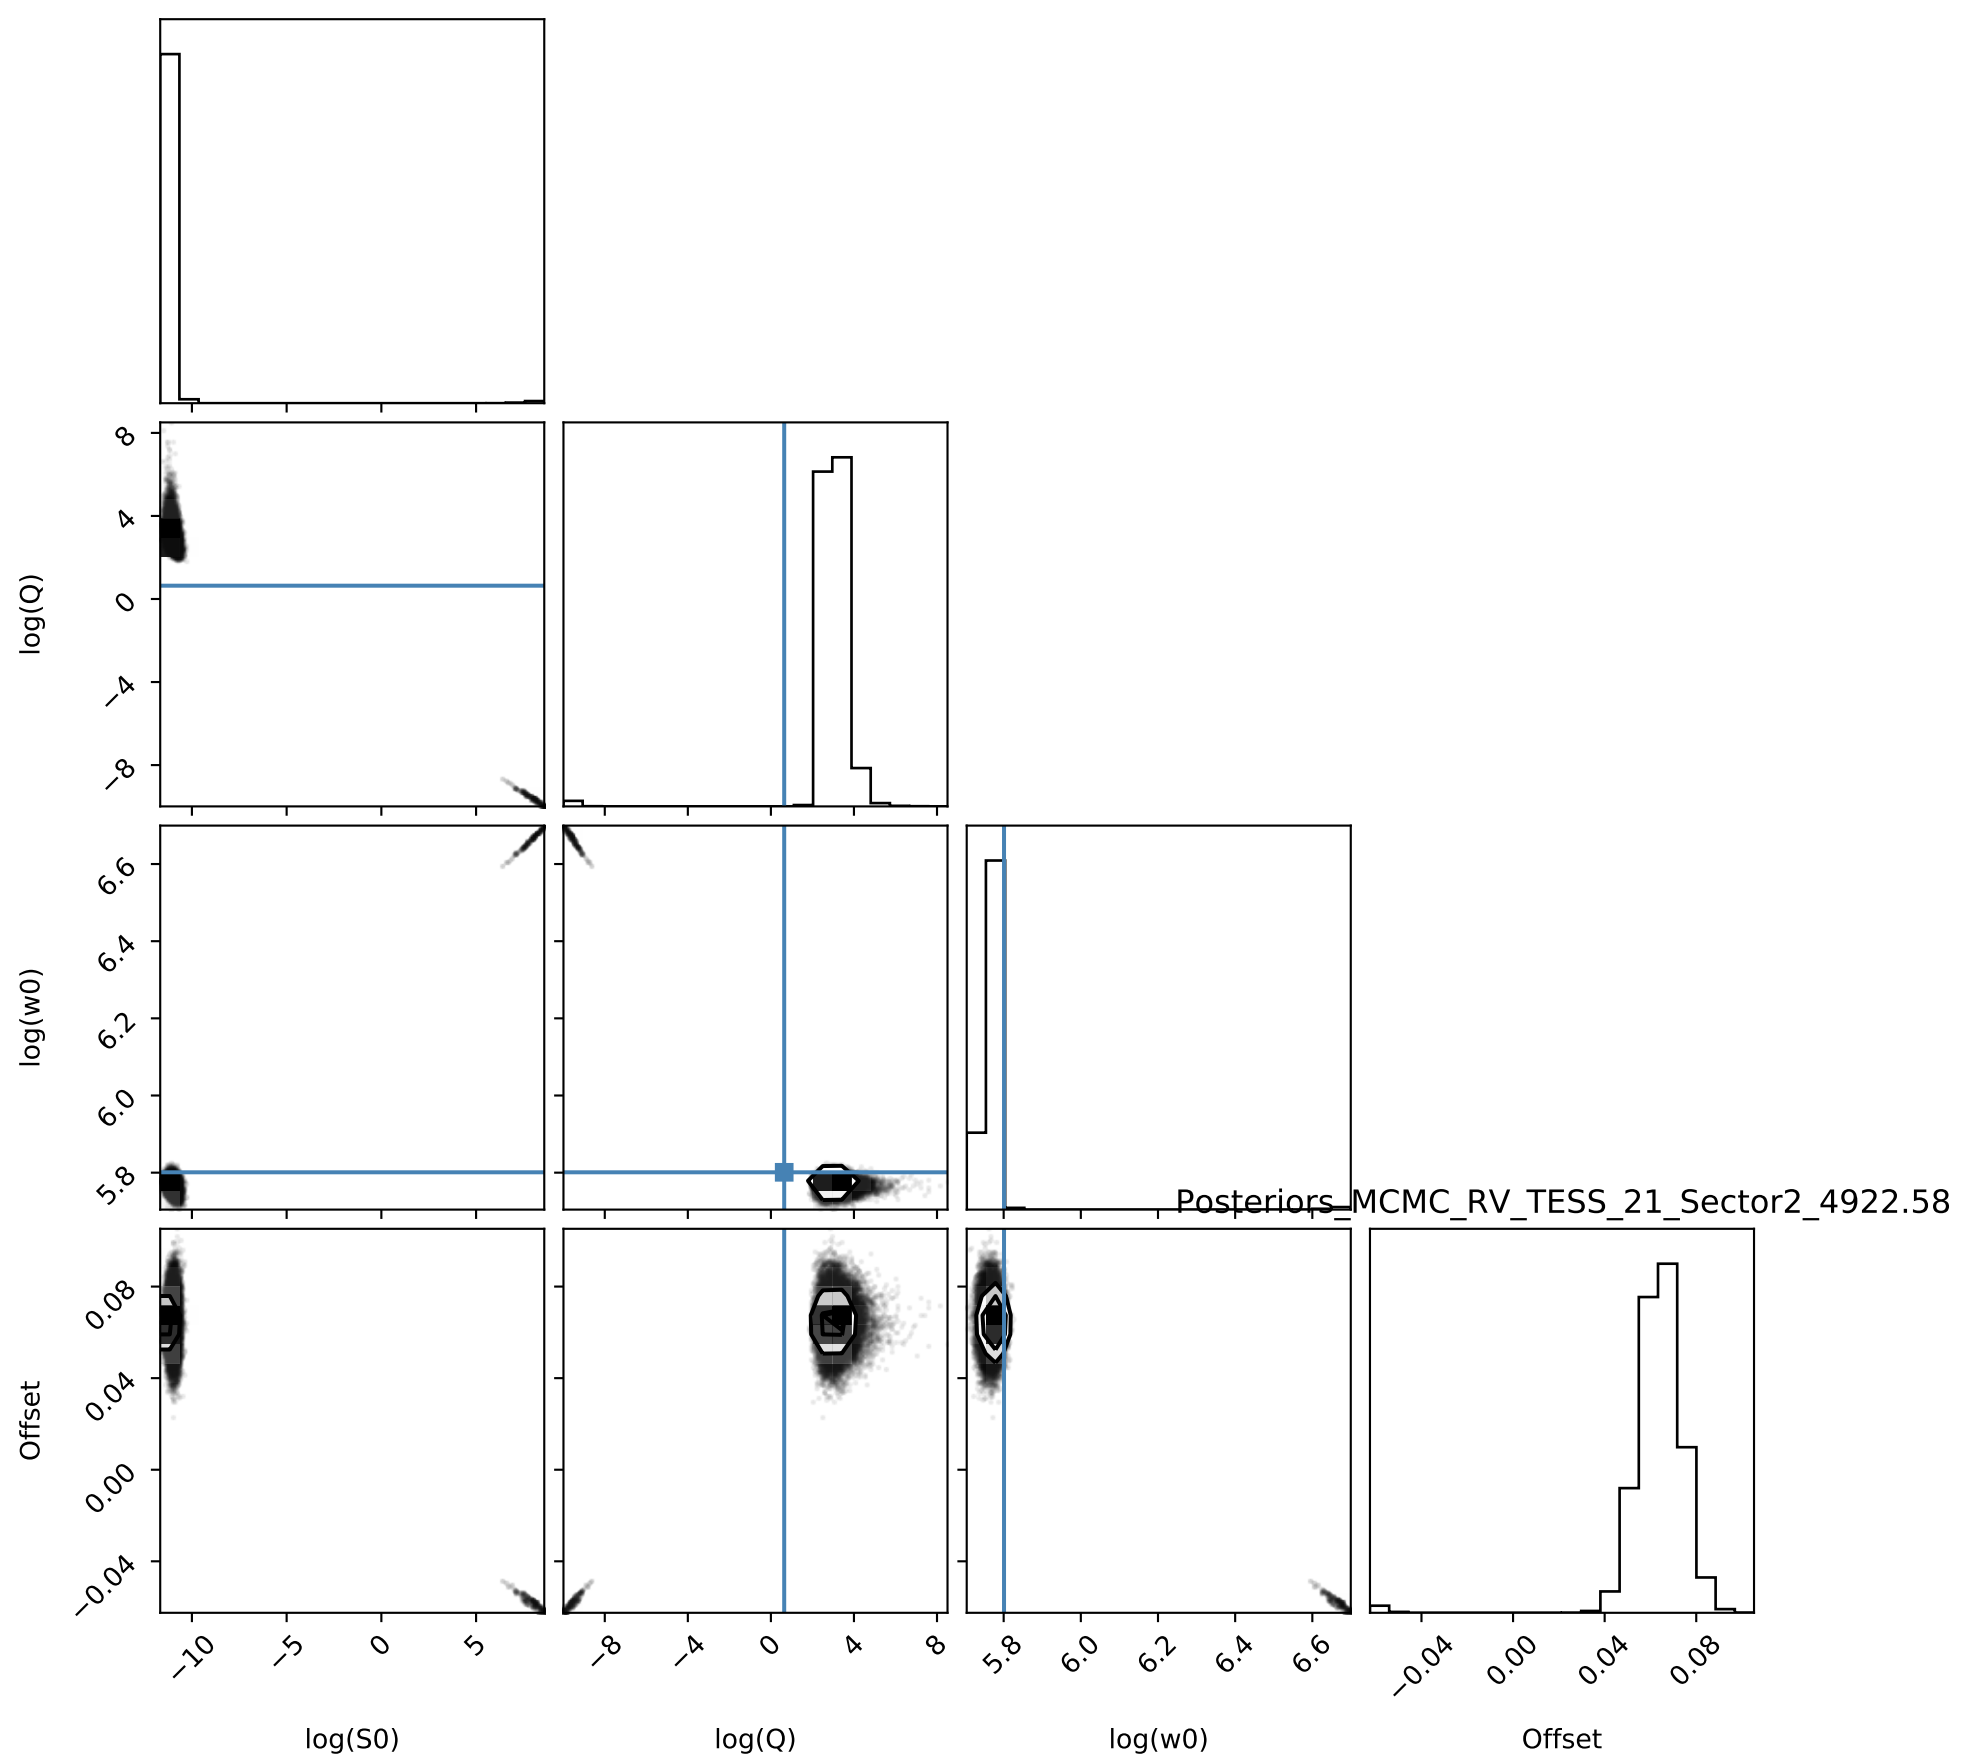 8
4
0
−4
−8
log(Q)
6.6
6.4
6.2
6.0
5.8
log(w0)
Posteriors_MCMC_RV_TESS_21_Sector2_4922.58
0.08
0.04
0.00
−0.04
Offset
−10 −5 0 5 −8 −4 0 4 8 5.8 6.0 6.2 6.4 6.6 −0.04 0.00 0.04 0.08
log(S0) log(Q) log(w0) Offset